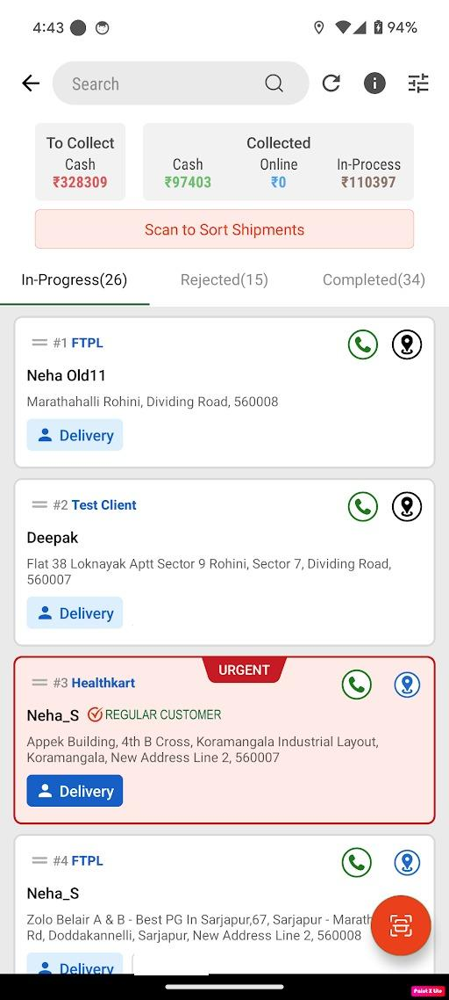 4:43
94%
Search
To Collect
Cash
₹328309
Collected
Cash
Online
In-Process
₹97403
₹0
₹110397
Scan to Sort Shipments
In-Progress(26)
Rejected(15)
Completed(34)
#1 FTPL
Neha Old11
Marathahalli Rohini, Dividing Road, 560008
Delivery
#2 Test Client
Deepak
Flat 38 Loknayak Aptt Sector 9 Rohini, Sector 7, Dividing Road,
560007
Delivery
URGENT
#3 Healthkart
Neha_S REGULAR CUSTOMER
Appek Building, 4th B Cross, Koramangala Industrial Layout,
Koramangala, New Address Line 2, 560007
Delivery
#4 FTPL
Neha_S
Zolo Belair A & B - Best PG In Sarjapur,67, Sarjapur - Marath
Rd, Doddakannelli, Sarjapur, New Address Line 2, 560008
Delivery
Paint X lite